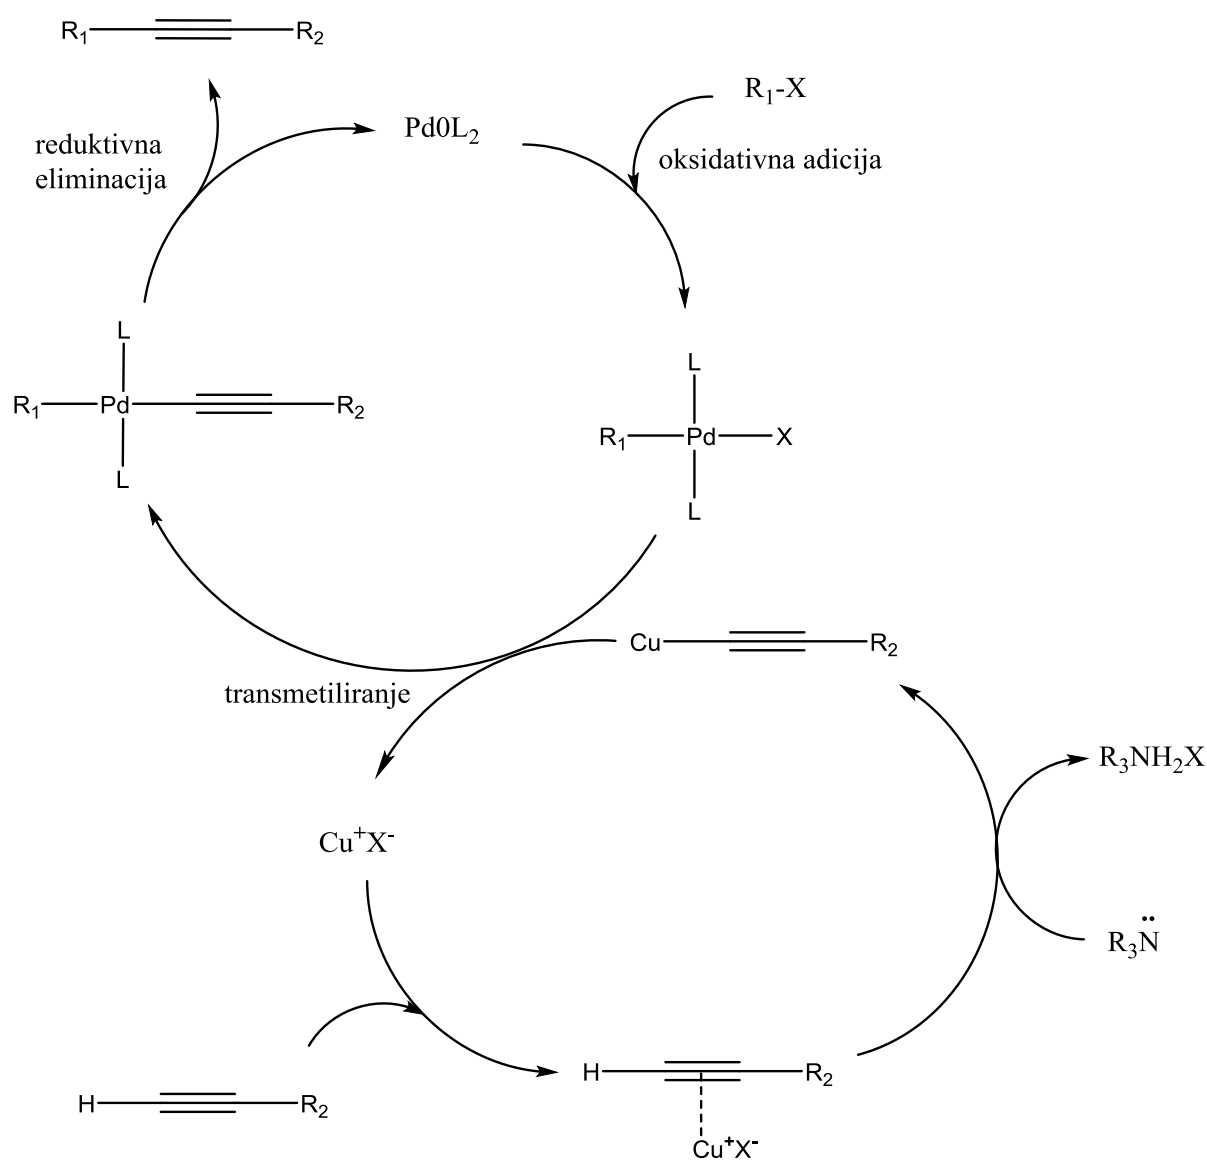 R₁ R₂
R₁-X
Pd0L₂
reduktivna
eliminacija
oksidativna adicija
L
R₁ Pd R₂
L
L
R₁ Pd X
L
Cu R₂
transmetiliranje
R₃NH₂X
Cu⁺X⁻
R₃N̈
H R₂
Cu⁺X⁻
H R₂